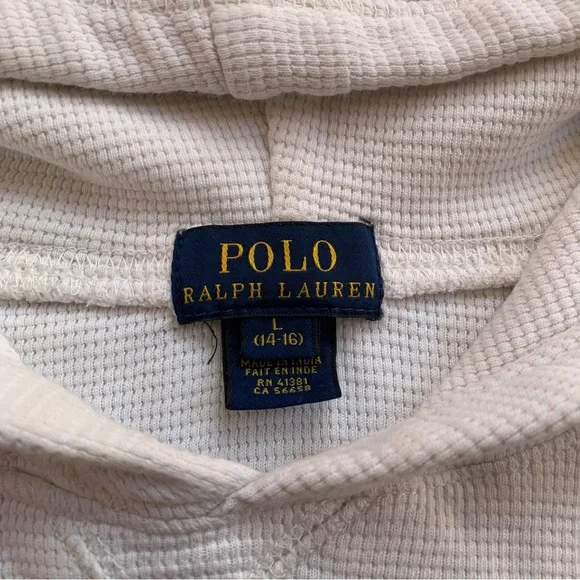 POLO
RALPH LAUREN
L
(14-16)
MADE IN INDIA
FAIT EN INDE
RN 41381
CA 56658